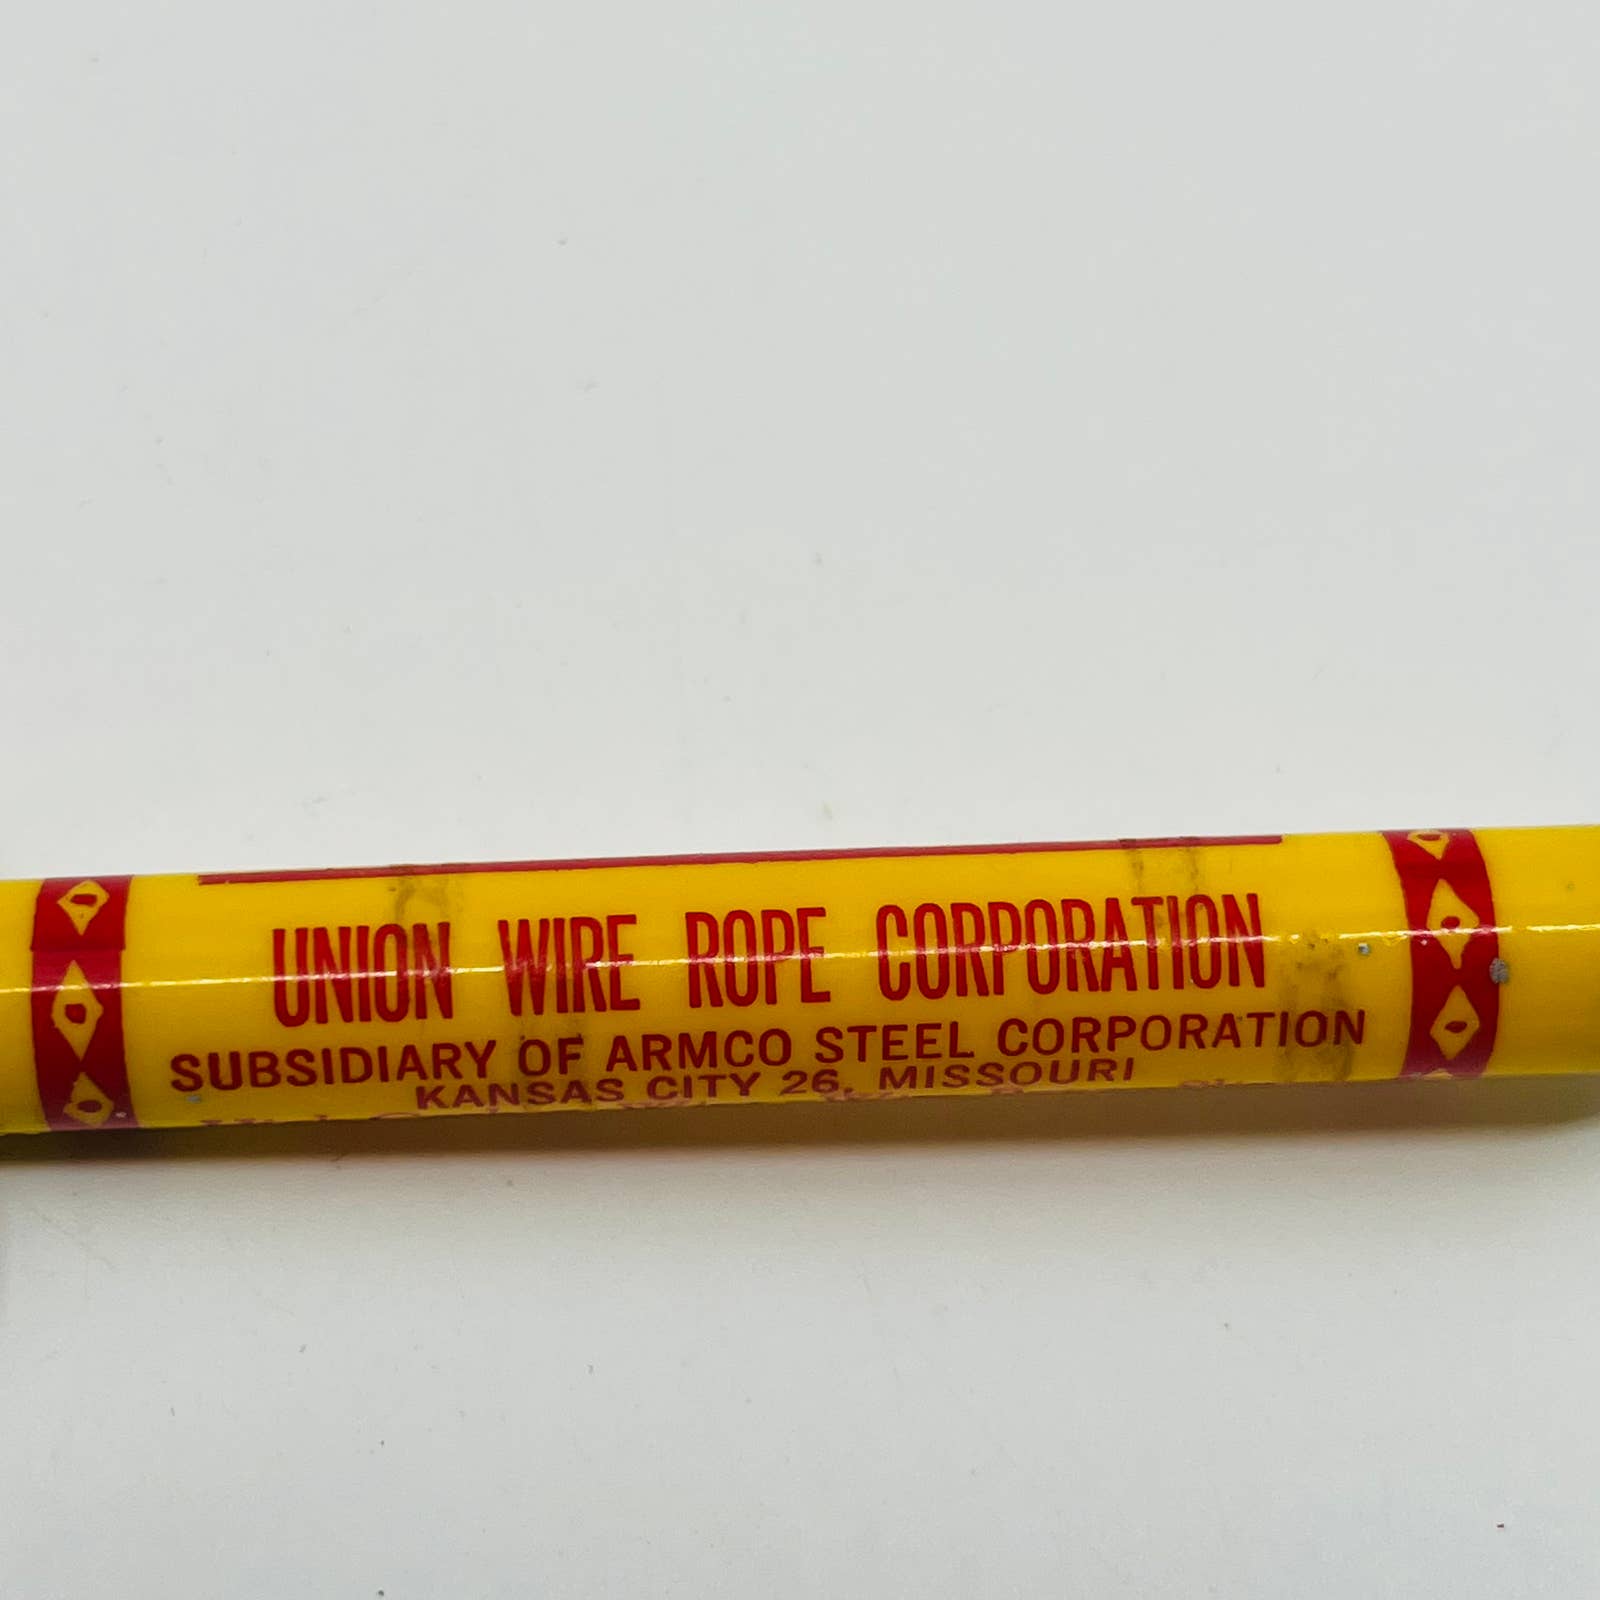 UNION WIRE ROPE CORPORATION
SUBSIDIARY OF ARMCO STEEL CORPORATION
KANSAS CITY 26, MISSOURI